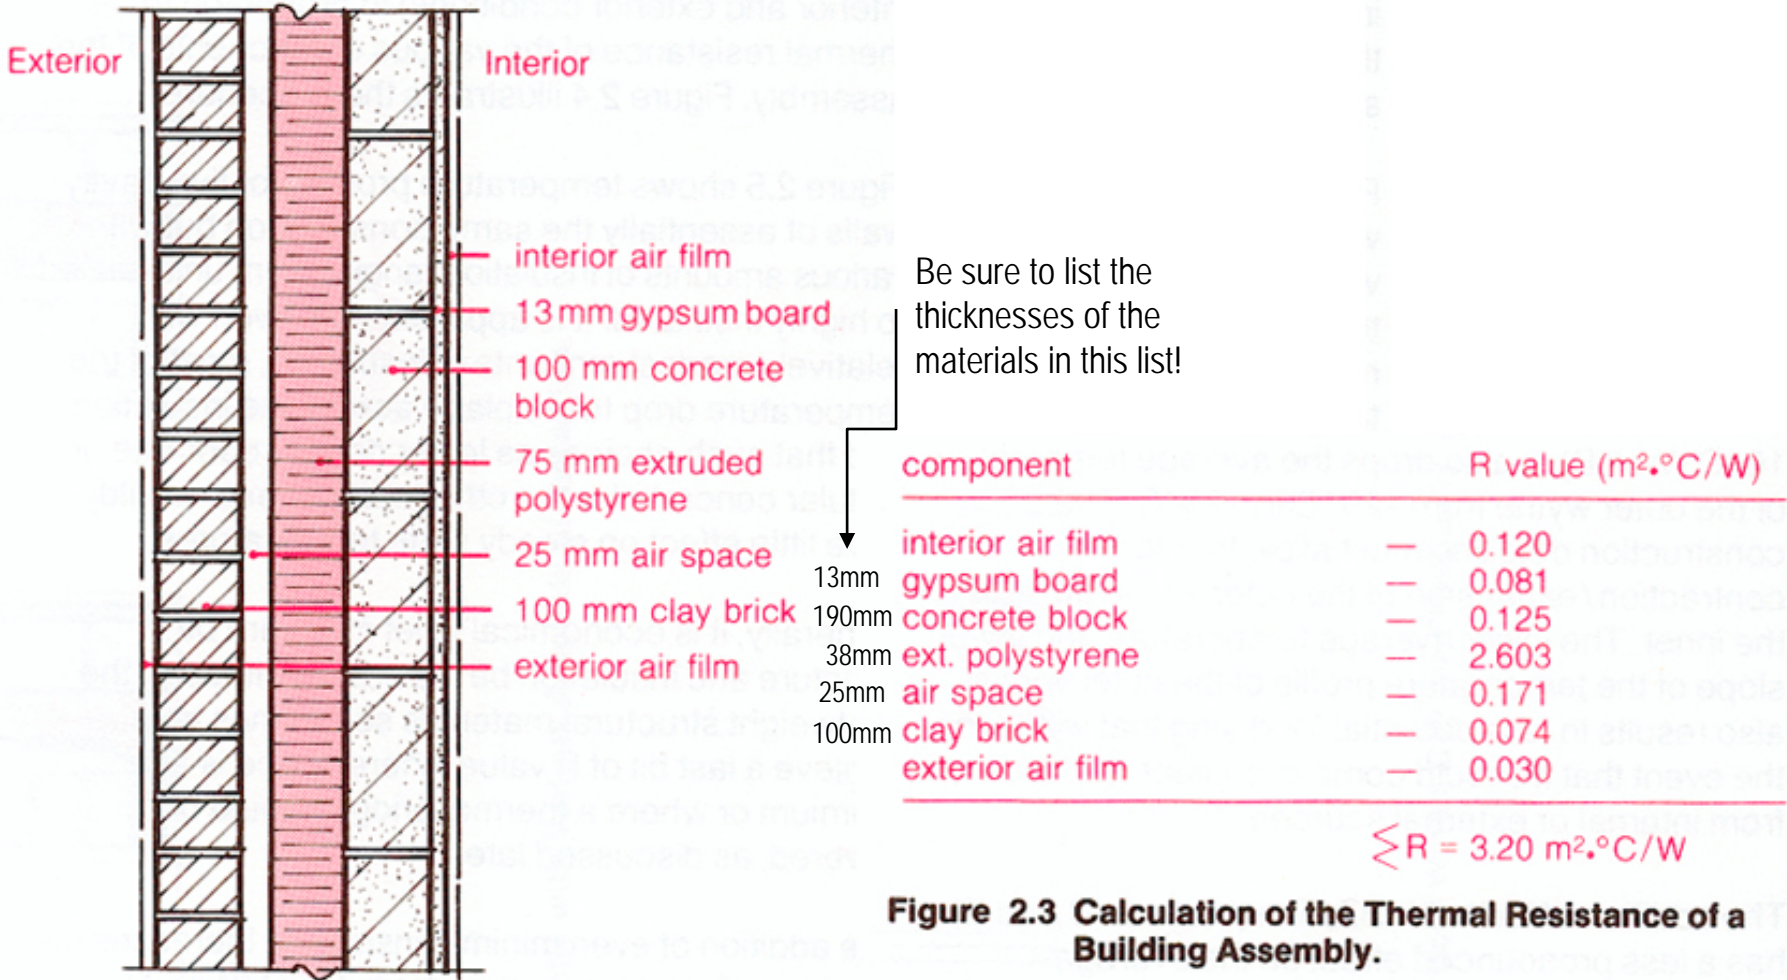 Exterior
Interior
interior air film
13 mm gypsum board
100 mm concrete
block
75 mm extruded
polystyrene
25 mm air space
100 mm clay brick
exterior air film
Be sure to list the
thicknesses of the
materials in this list!
component R value (m²•°C/W)
interior air film — 0.120
13mm gypsum board — 0.081
190mm concrete block — 0.125
38mm ext. polystyrene — 2.603
25mm air space — 0.171
100mm clay brick — 0.074
exterior air film — 0.030
≤R = 3.20 m²•°C/W
Figure 2.3 Calculation of the Thermal Resistance of a
Building Assembly.